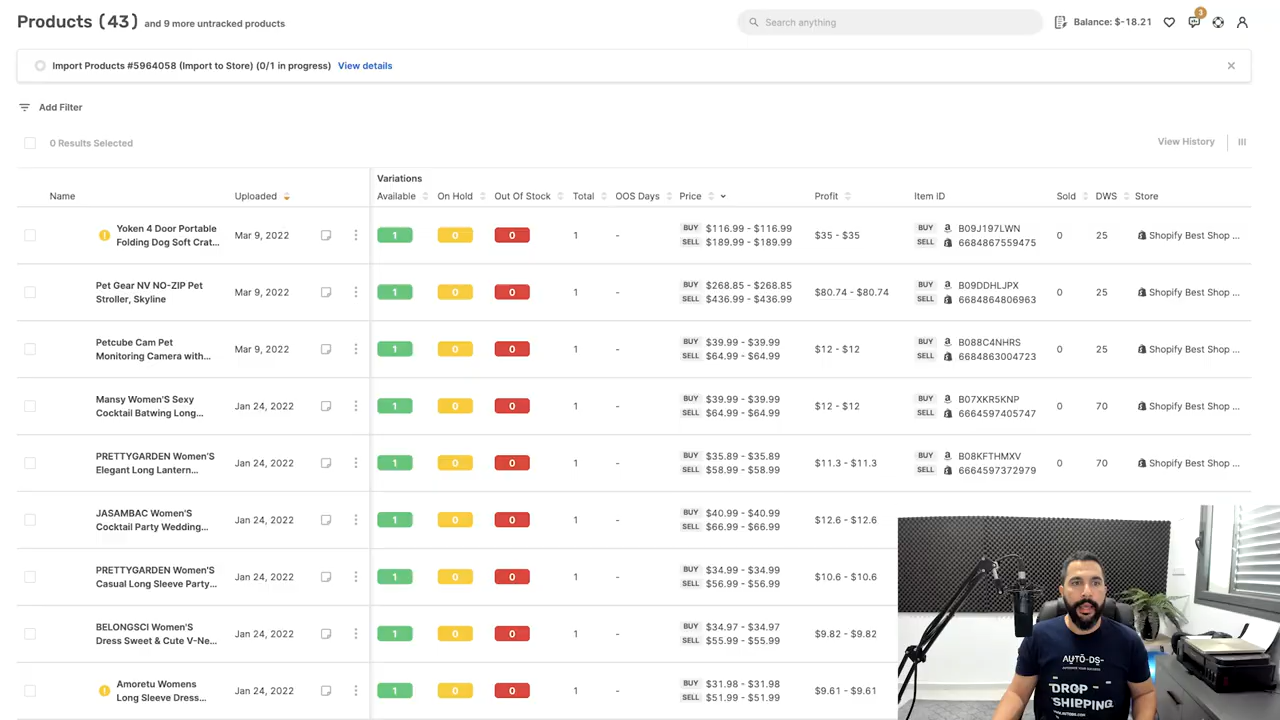 Products (43) and 9 more untracked products
Search anything
Balance: $-18.21
3
Import Products #5964058 (Import to Store) (0/1 in progress) View details
Add Filter
0 Results Selected
View History
Variations
Name Uploaded Available On Hold Out Of Stock Total OOS Days Price Profit Item ID Sold DWS Store
Yoken 4 Door Portable
Folding Dog Soft Crat...
Mar 9, 2022 1 0 0 1 -
BUY $116.99 - $116.99
SELL $189.99 - $189.99
$35 - $35
BUY B09J197LWN
SELL 6684867559475
0 25 Shopify Best Shop ...
Pet Gear NV NO-ZIP Pet
Stroller, Skyline
Mar 9, 2022 1 0 0 1 -
BUY $268.85 - $268.85
SELL $436.99 - $436.99
$80.74 - $80.74
BUY B09DDHLJPX
SELL 6684864806963
0 25 Shopify Best Shop ...
Petcube Cam Pet
Monitoring Camera with...
Mar 9, 2022 1 0 0 1 -
BUY $39.99 - $39.99
SELL $64.99 - $64.99
$12 - $12
BUY B088C4NHRS
SELL 6684863004723
0 25 Shopify Best Shop ...
Mansy Women'S Sexy
Cocktail Batwing Long...
Jan 24, 2022 1 0 0 1 -
BUY $39.99 - $39.99
SELL $64.99 - $64.99
$12 - $12
BUY B07XKR5KNP
SELL 6664597405747
0 70 Shopify Best Shop ...
PRETTYGARDEN Women'S
Elegant Long Lantern...
Jan 24, 2022 1 0 0 1 -
BUY $35.89 - $35.89
SELL $58.99 - $58.99
$11.3 - $11.3
BUY B08KFTHMXV
SELL 6664597372979
0 70 Shopify Best Shop ...
JASAMBAC Women'S
Cocktail Party Wedding...
Jan 24, 2022 1 0 0 1 -
BUY $40.99 - $40.99
SELL $66.99 - $66.99
$12.6 - $12.6
PRETTYGARDEN Women'S
Casual Long Sleeve Party...
Jan 24, 2022 1 0 0 1 -
BUY $34.99 - $34.99
SELL $56.99 - $56.99
$10.6 - $10.6
BELONGSCI Women'S
Dress Sweet & Cute V-Ne...
Jan 24, 2022 1 0 0 1 -
BUY $34.97 - $34.97
SELL $55.99 - $55.99
$9.82 - $9.82
Amoretu Womens
Long Sleeve Dress...
Jan 24, 2022 1 0 0 1 -
BUY $31.98 - $31.98
SELL $51.99 - $51.99
$9.61 - $9.61
AUTO-DS
DROP
SHIPPING